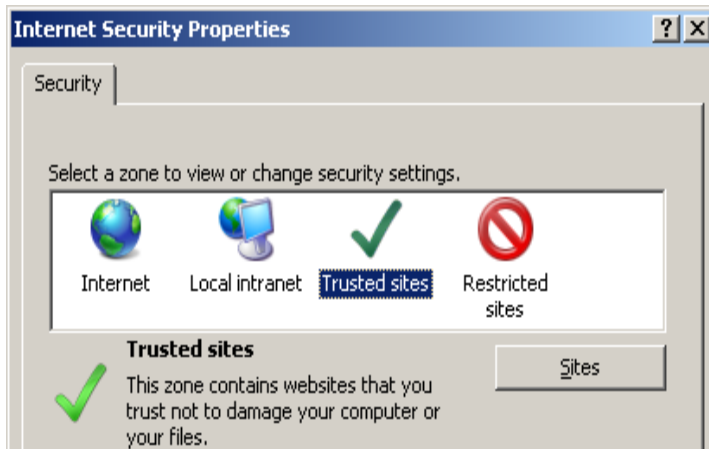 Internet Security Properties
Security
Select a zone to view or change security settings.
Internet
Local intranet
Trusted sites
Restricted
sites
Trusted sites
This zone contains websites that you
trust not to damage your computer or
your files.
Sites